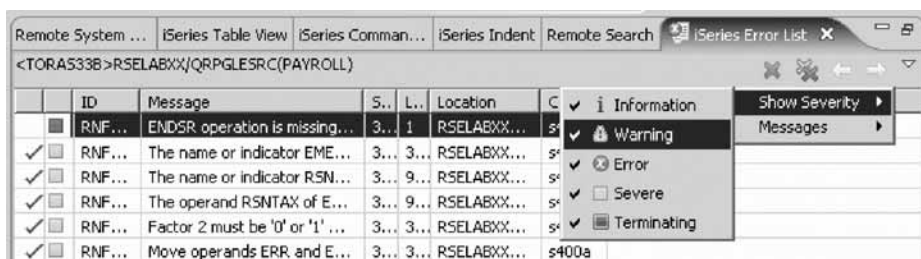 Remote System ... iSeries Table View iSeries Comman... iSeries Indent Remote Search iSeries Error List
<TORAS33B>RSELABXX/QRPGLESRC(PAYROLL)
ID Message S.. L.. Location C
RNF... ENDSR operation is missing... 3... 1 RSELABXX... s
RNF... The name or indicator EME... 3... 3... RSELABXX... s
RNF... The name or indicator RSN... 3... 9... RSELABXX... s
RNF... The operand RSNTAX of E... 3... 9... RSELABXX... s
RNF... Factor 2 must be '0' or '1' ... 3... 3... RSELABXX... s
RNF... Move operands ERR and E... 3... 3... RSELABXX... s400a
Information
Warning
Error
Severe
Terminating
Show Severity
Messages